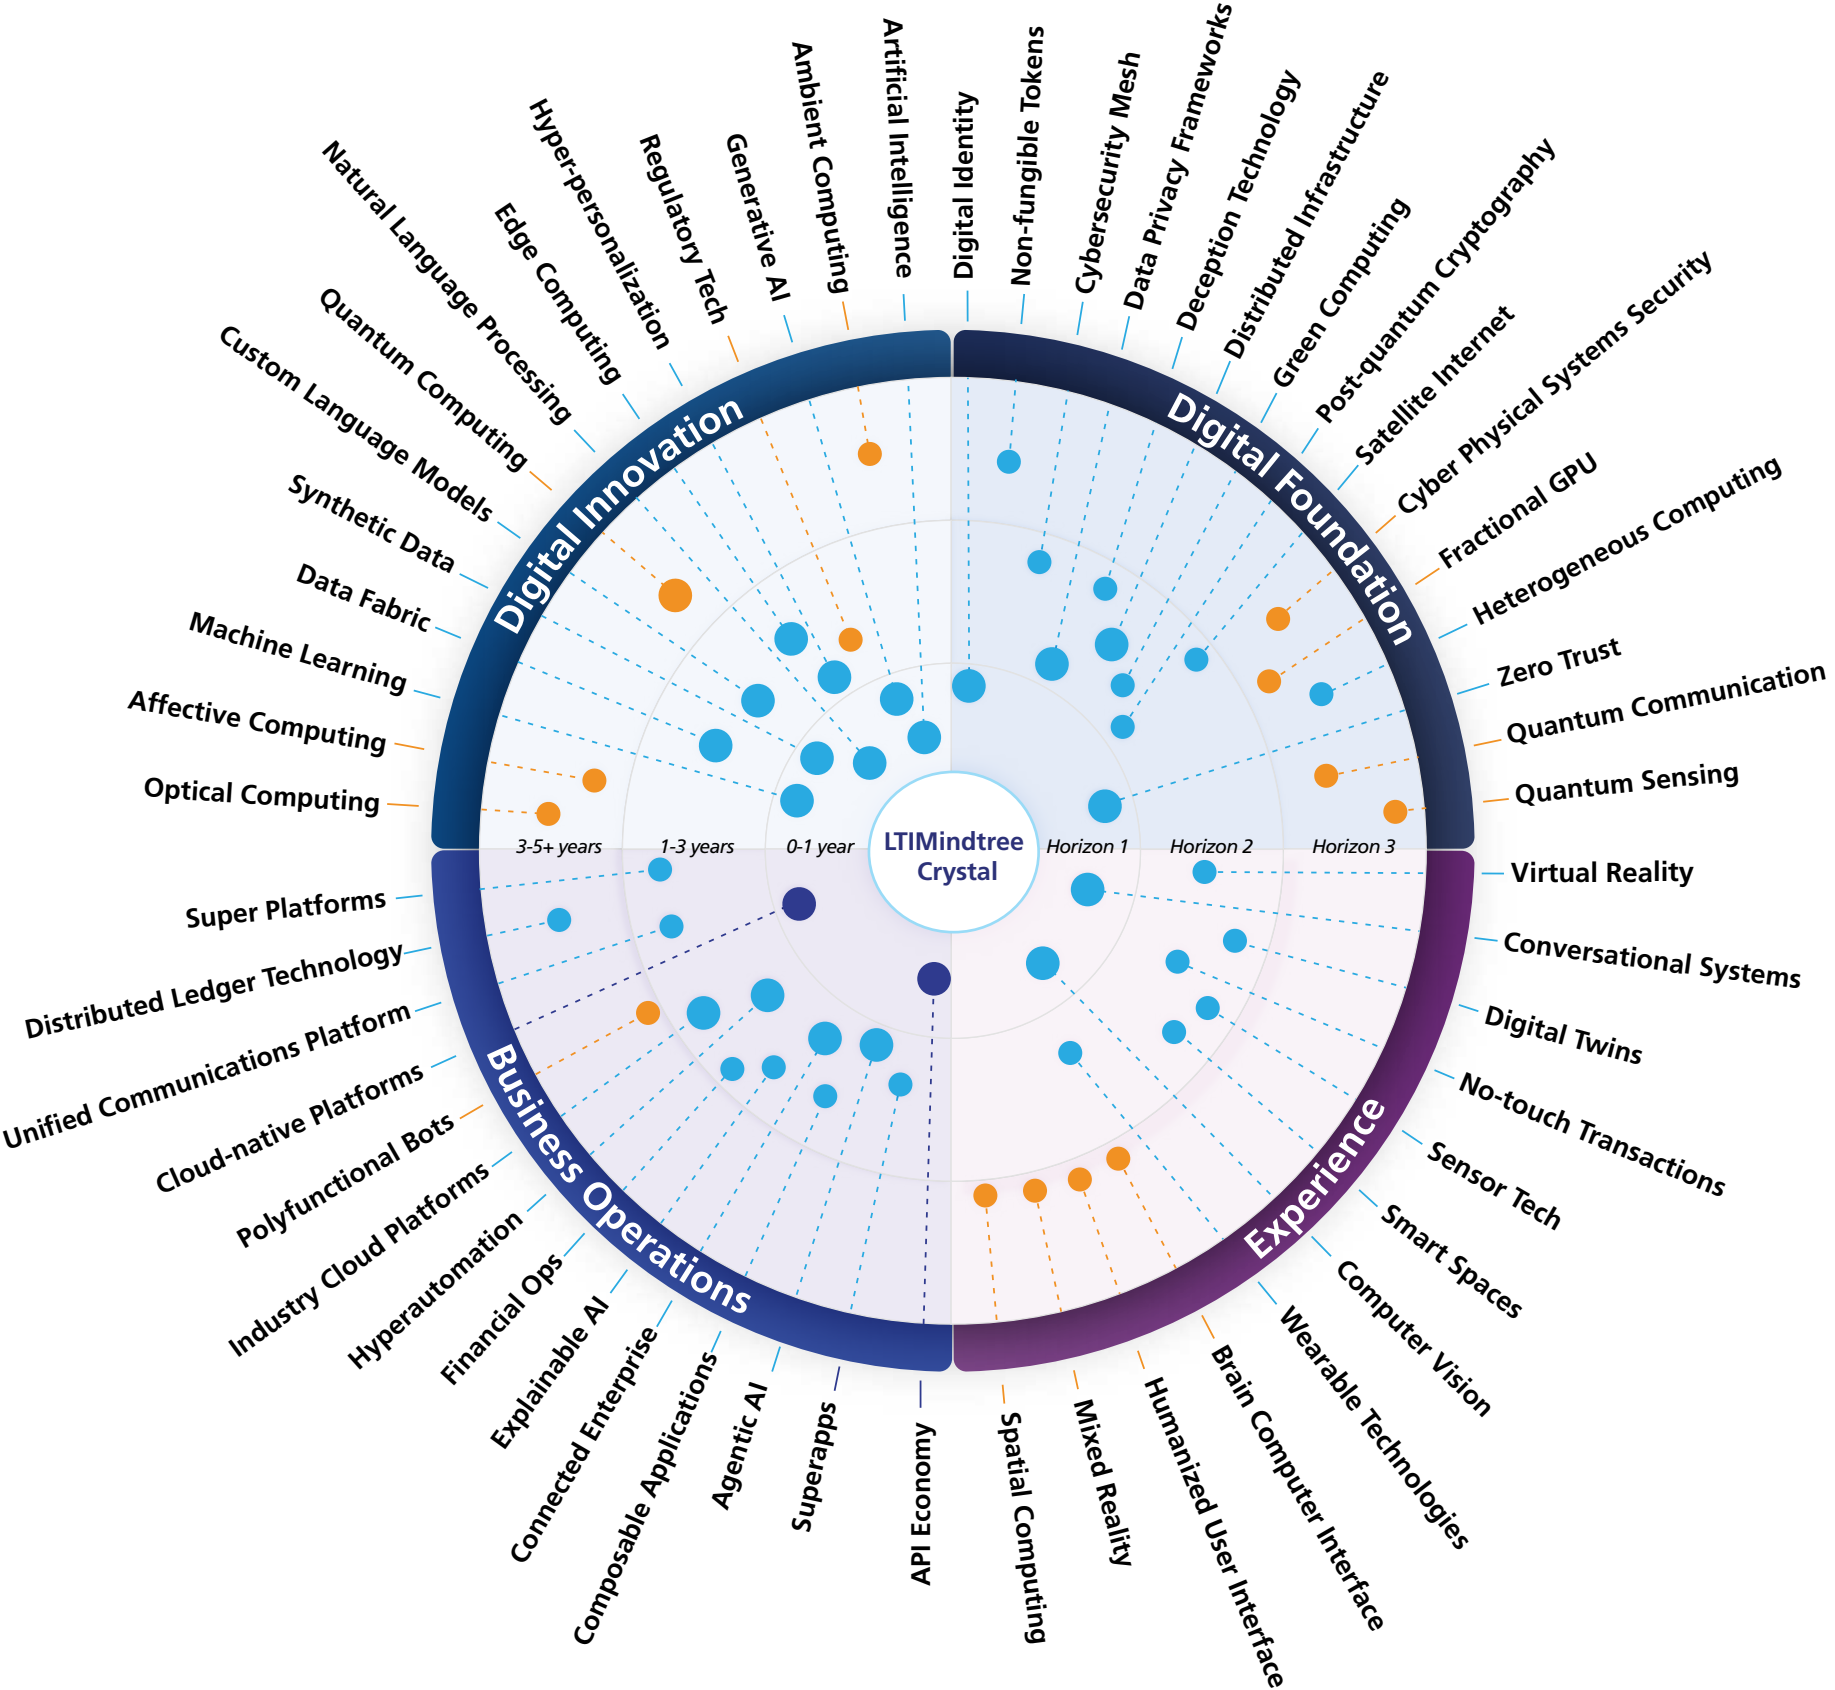 Digital Innovation
Artificial Intelligence
Ambient Computing
Generative AI
Regulatory Tech
Hyper-personalization
Edge Computing
Natural Language Processing
Quantum Computing
Custom Language Models
Synthetic Data
Data Fabric
Machine Learning
Affective Computing
Optical Computing
Digital Foundation
Digital Identity
Non-fungible Tokens
Cybersecurity Mesh
Data Privacy Frameworks
Deception Technology
Distributed Infrastructure
Green Computing
Post-quantum Cryptography
Satellite Internet
Cyber Physical Systems Security
Fractional GPU
Heterogeneous Computing
Zero Trust
Quantum Communication
Quantum Sensing
3-5+ years
1-3 years
0-1 year
LTIMindtree
Crystal
Horizon 1
Horizon 2
Horizon 3
Experience
Virtual Reality
Conversational Systems
Digital Twins
No-touch Transactions
Sensor Tech
Smart Spaces
Computer Vision
Wearable Technologies
Brain Computer Interface
Humanized User Interface
Mixed Reality
Spatial Computing
Business Operations
Super Platforms
Distributed Ledger Technology
Unified Communications Platform
Cloud-native Platforms
Polyfunctional Bots
Industry Cloud Platforms
Hyperautomation
Financial Ops
Explainable AI
Connected Enterprise
Composable Applications
Agentic AI
Superapps
API Economy